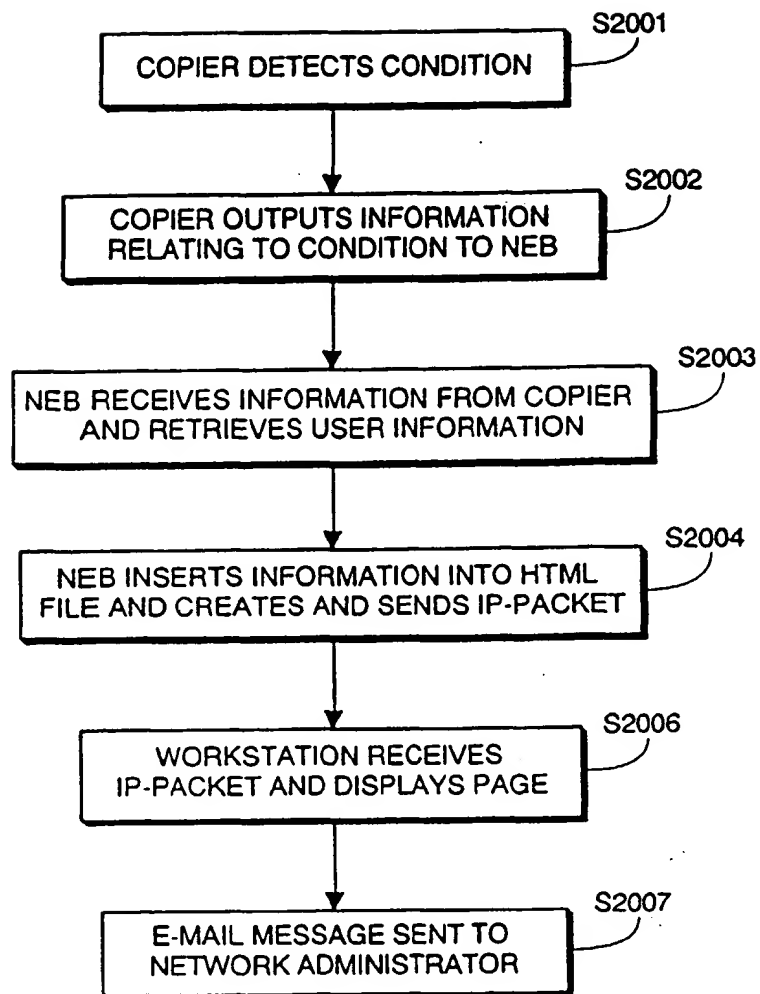 S2001
COPIER DETECTS CONDITION
S2002
COPIER OUTPUTS INFORMATION
RELATING TO CONDITION TO NEB
S2003
NEB RECEIVES INFORMATION FROM COPIER
AND RETRIEVES USER INFORMATION
S2004
NEB INSERTS INFORMATION INTO HTML
FILE AND CREATES AND SENDS IP-PACKET
S2006
WORKSTATION RECEIVES
IP-PACKET AND DISPLAYS PAGE
S2007
E-MAIL MESSAGE SENT TO
NETWORK ADMINISTRATOR